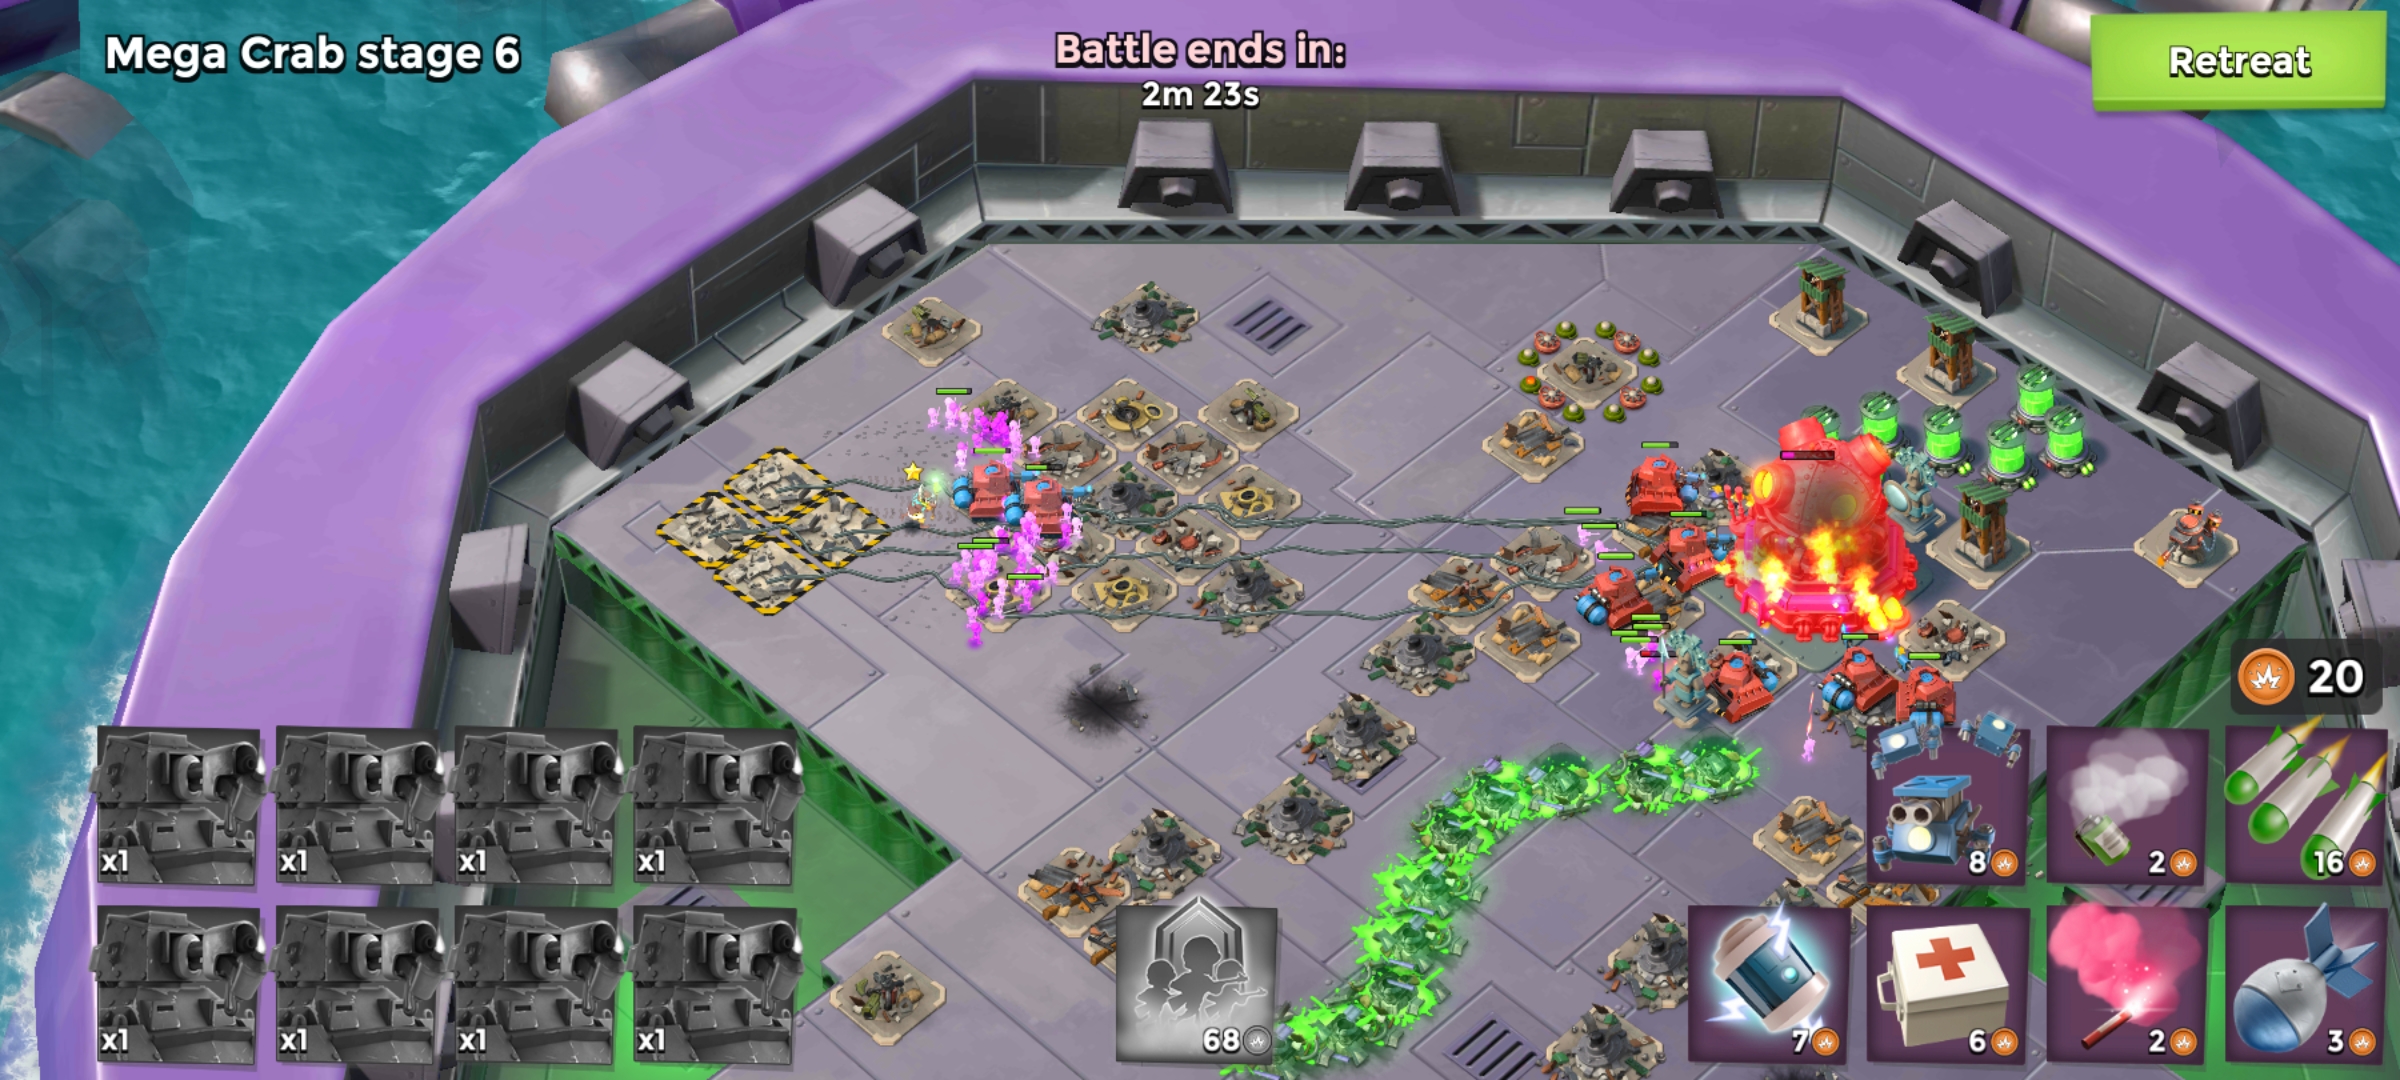 Mega Crab stage 6
Battle ends in:
2m 23s
Retreat
20
x1
x1
x1
x1
8
2
16
x1
x1
x1
x1
68
7
6
2
3